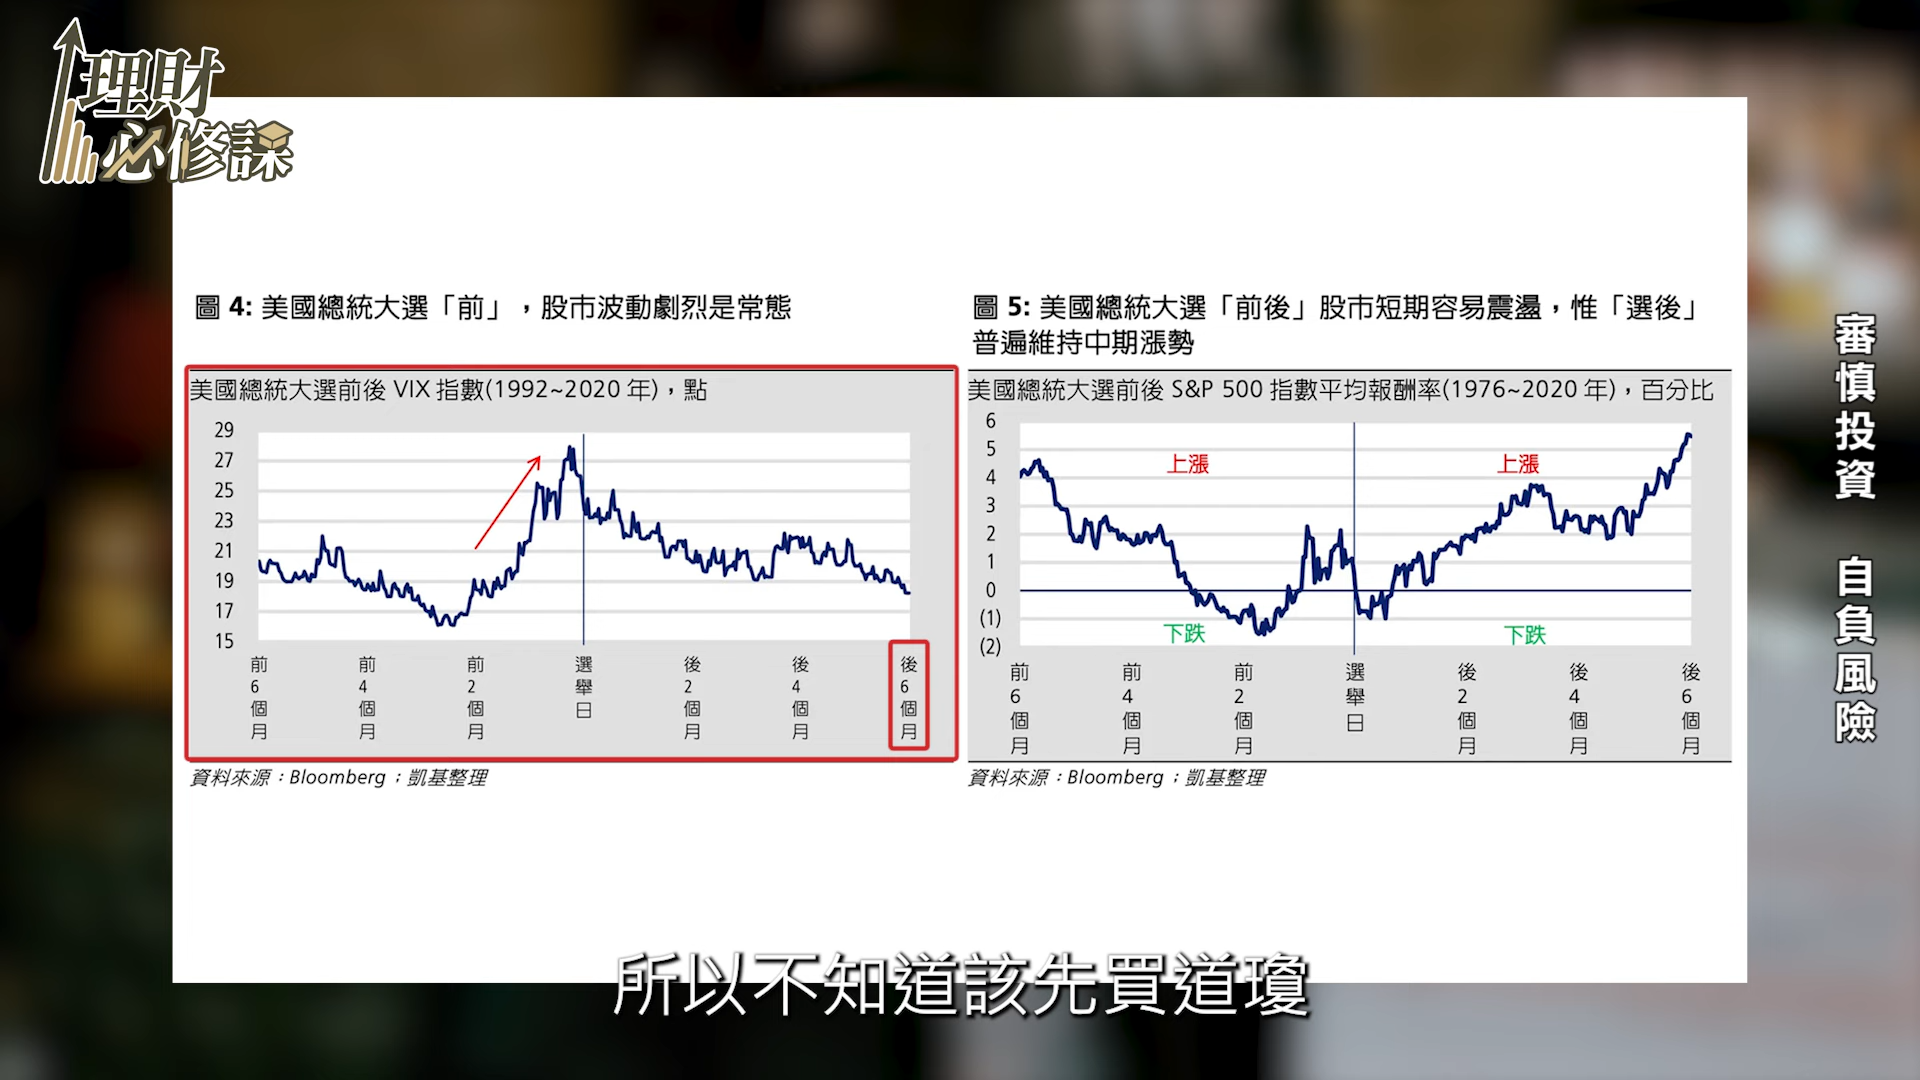 理財
必修課
圖 4: 美國總統大選「前」，股市波動劇烈是常態
美國總統大選前後 VIX 指數(1992~2020 年)，點
29
27
25
23
21
19
17
15
前6個月
前4個月
前2個月
選舉日
後2個月
後4個月
後6個月
資料來源：Bloomberg；凱基整理
圖 5: 美國總統大選「前後」股市短期容易震盪，惟「選後」
普遍維持中期漲勢
美國總統大選前後 S&P 500 指數平均報酬率(1976~2020 年)，百分比
6
5
4
3
2
1
0
(1)
(2)
上漲
上漲
下跌
下跌
前6個月
前4個月
前2個月
選舉日
後2個月
後4個月
後6個月
資料來源：Bloomberg；凱基整理
審慎投資 自負風險
所以不知道該先買道瓊